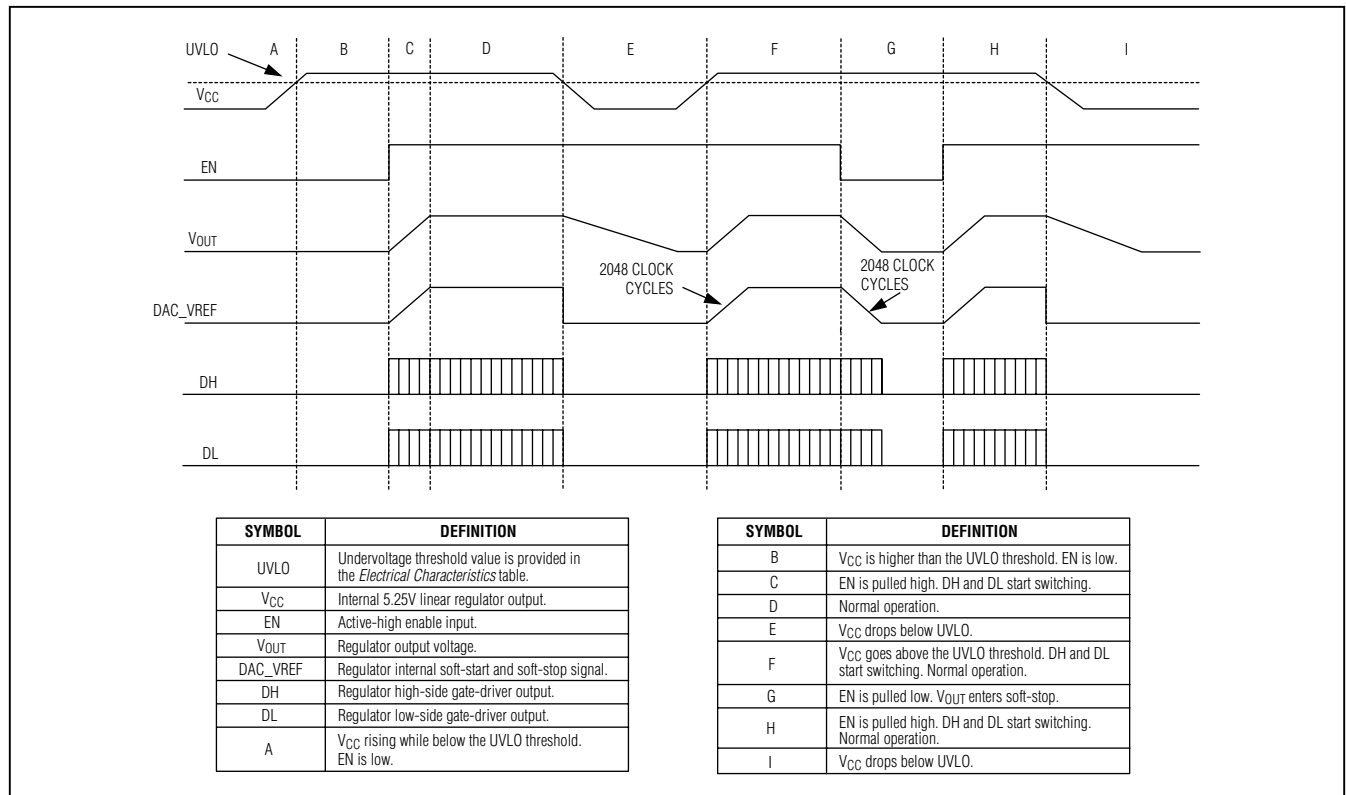 UVLO A B C D E F G H I
VCC
EN
VOUT
2048 CLOCK
CYCLES
2048 CLOCK
CYCLES
DAC_VREF
DH
DL
SYMBOL DEFINITION
UVLO Undervoltage threshold value is provided in
the Electrical Characteristics table.
VCC Internal 5.25V linear regulator output.
EN Active-high enable input.
VOUT Regulator output voltage.
DAC_VREF Regulator internal soft-start and soft-stop signal.
DH Regulator high-side gate-driver output.
DL Regulator low-side gate-driver output.
A VCC rising while below the UVLO threshold.
EN is low.
SYMBOL DEFINITION
B VCC is higher than the UVLO threshold. EN is low.
C EN is pulled high. DH and DL start switching.
D Normal operation.
E VCC drops below UVLO.
F VCC goes above the UVLO threshold. DH and DL
start switching. Normal operation.
G EN is pulled low. VOUT enters soft-stop.
H EN is pulled high. DH and DL start switching.
Normal operation.
I VCC drops below UVLO.